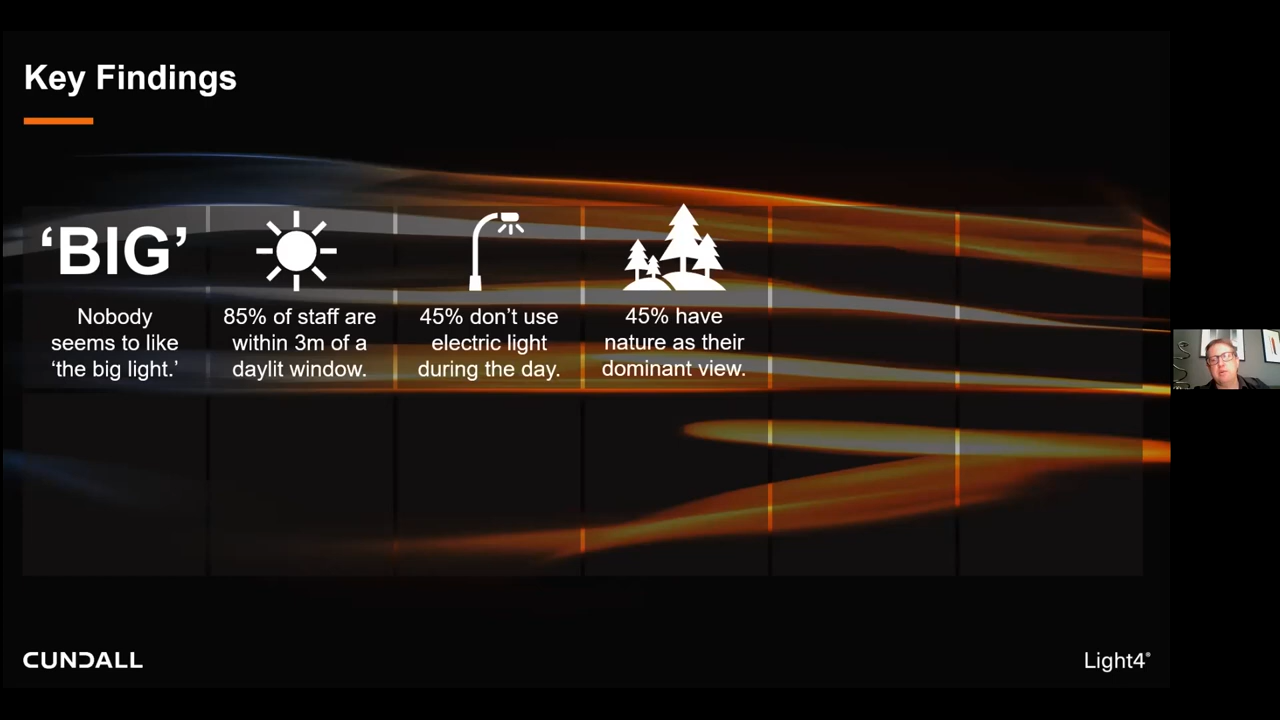 Key Findings
‘BIG’
Nobody
seems to like
‘the big light.’
85% of staff are
within 3m of a
daylit window.
45% don’t use
electric light
during the day.
45% have
nature as their
dominant view.
CUNDALL
Light4®